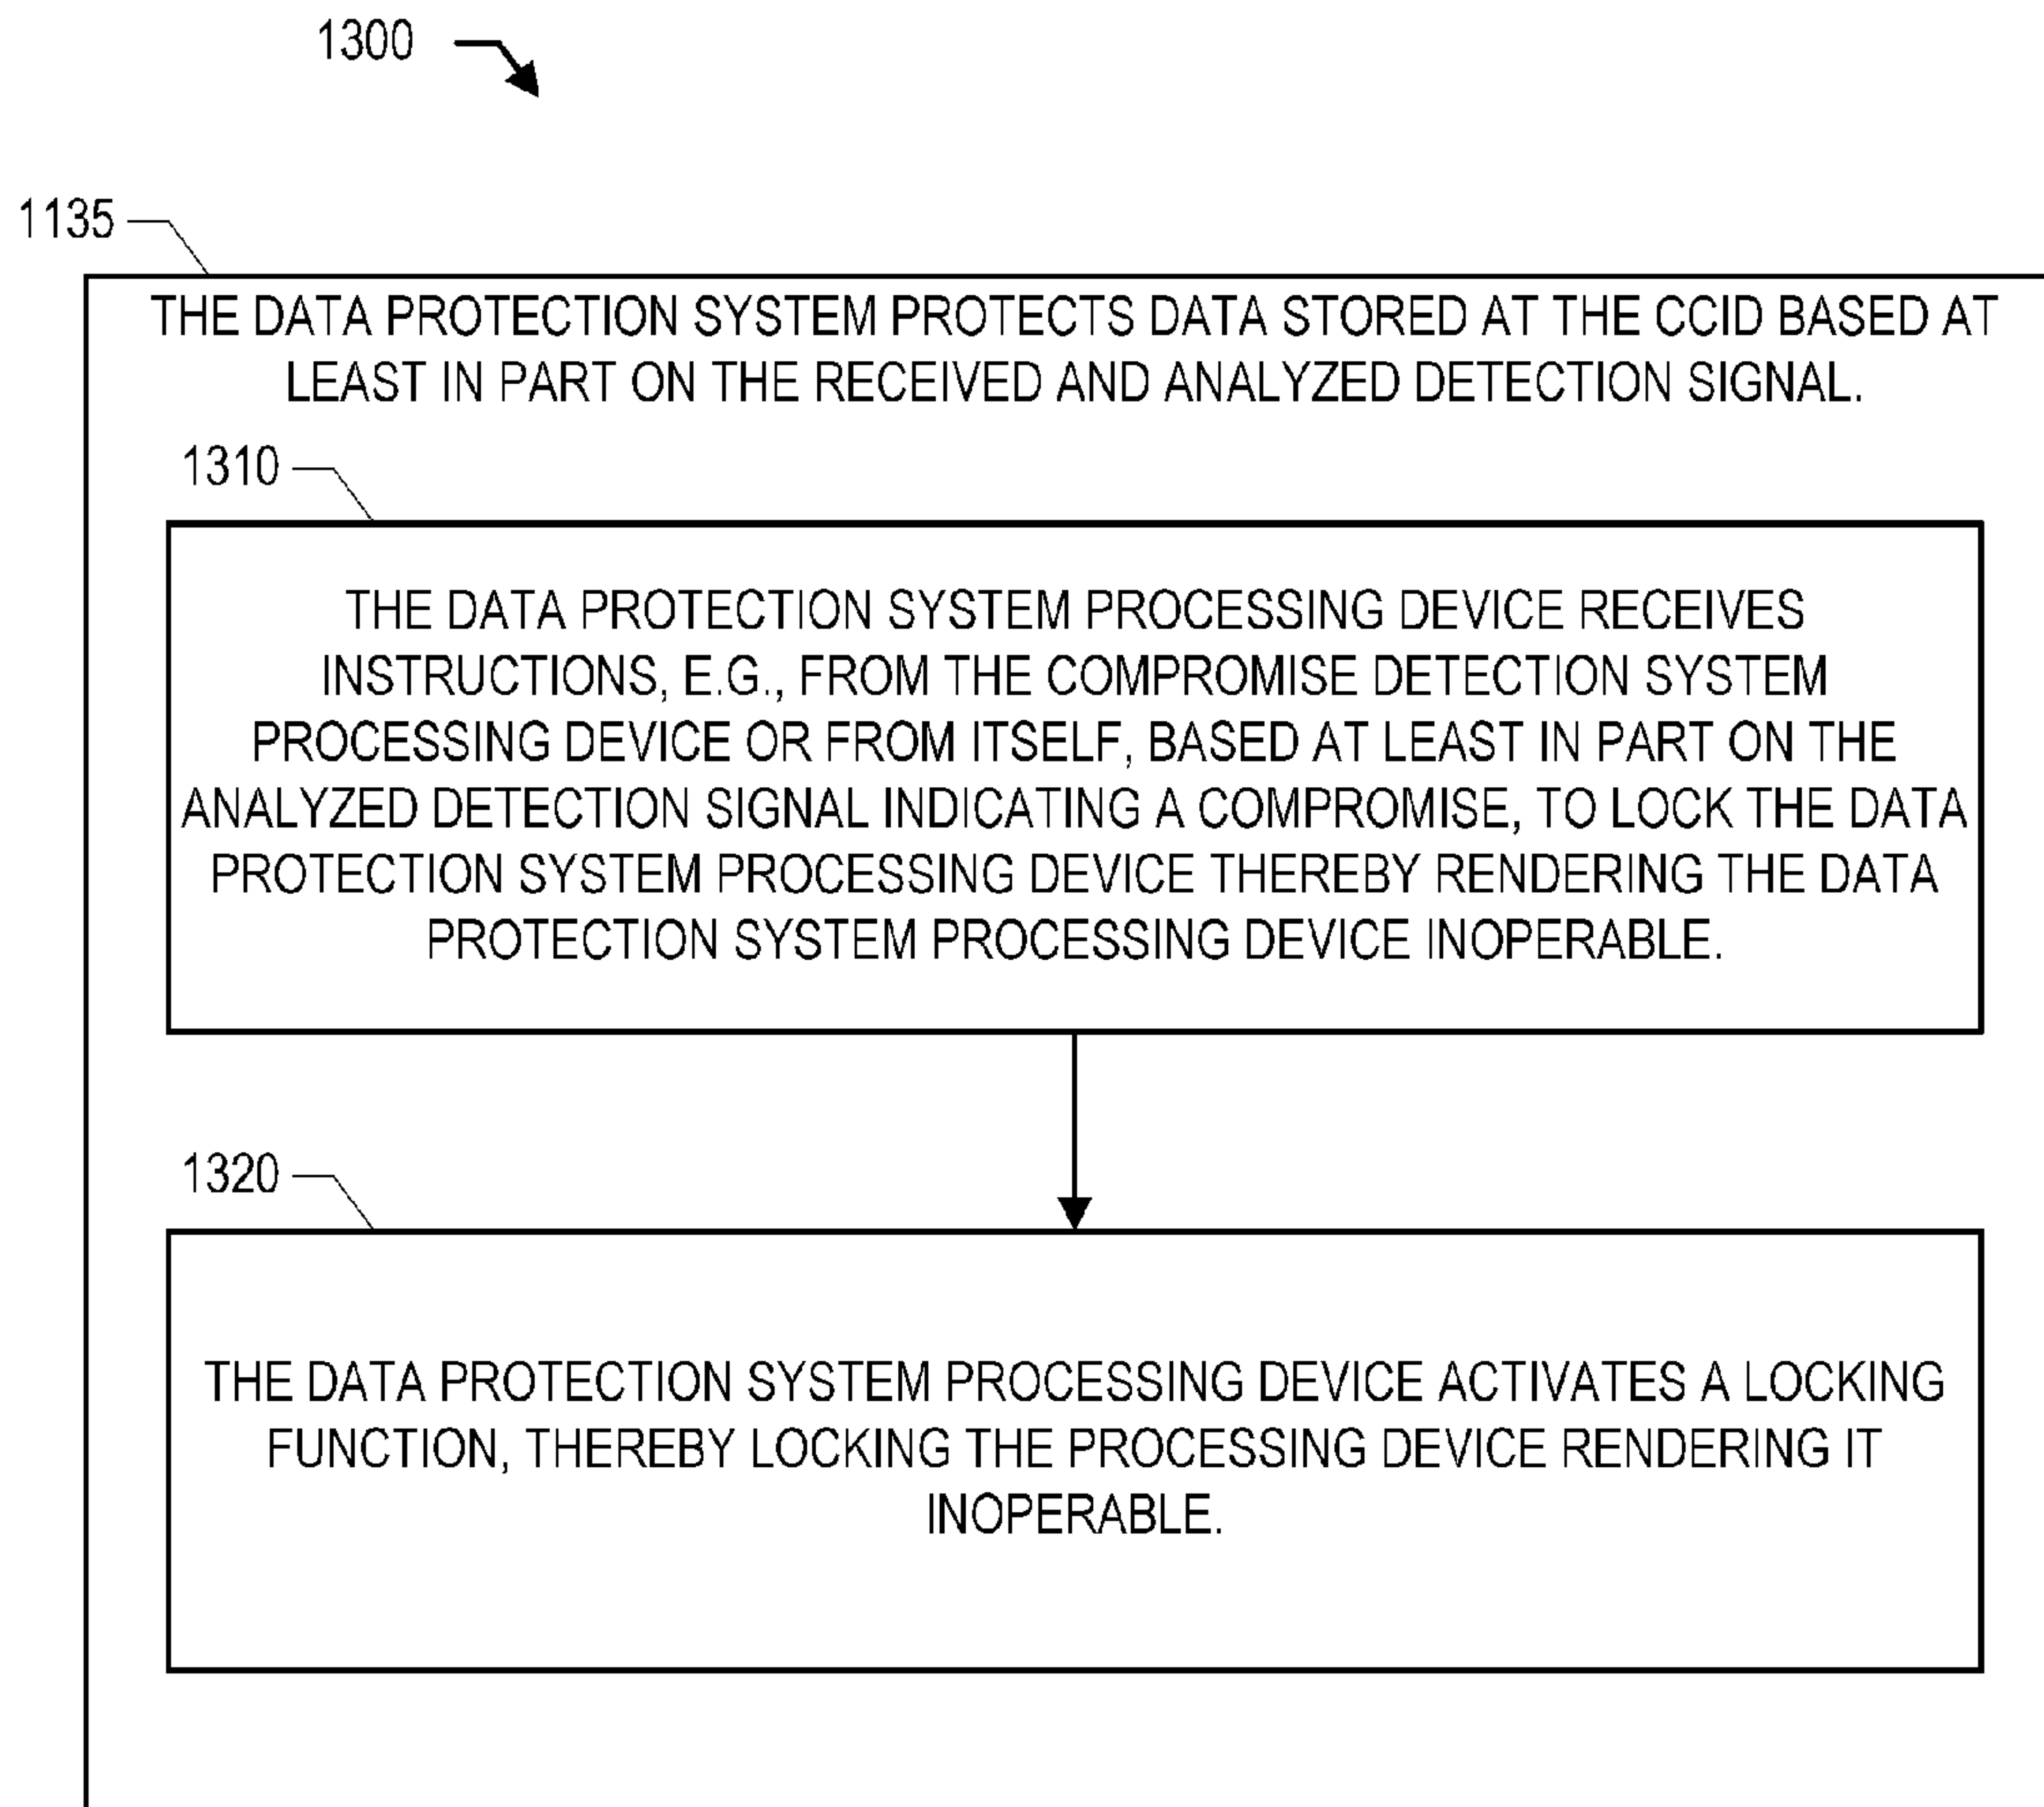 1300
1135
THE DATA PROTECTION SYSTEM PROTECTS DATA STORED AT THE CCID BASED AT
LEAST IN PART ON THE RECEIVED AND ANALYZED DETECTION SIGNAL.
1310
THE DATA PROTECTION SYSTEM PROCESSING DEVICE RECEIVES
INSTRUCTIONS, E.G., FROM THE COMPROMISE DETECTION SYSTEM
PROCESSING DEVICE OR FROM ITSELF, BASED AT LEAST IN PART ON THE
ANALYZED DETECTION SIGNAL INDICATING A COMPROMISE, TO LOCK THE DATA
PROTECTION SYSTEM PROCESSING DEVICE THEREBY RENDERING THE DATA
PROTECTION SYSTEM PROCESSING DEVICE INOPERABLE.
1320
THE DATA PROTECTION SYSTEM PROCESSING DEVICE ACTIVATES A LOCKING
FUNCTION, THEREBY LOCKING THE PROCESSING DEVICE RENDERING IT
INOPERABLE.